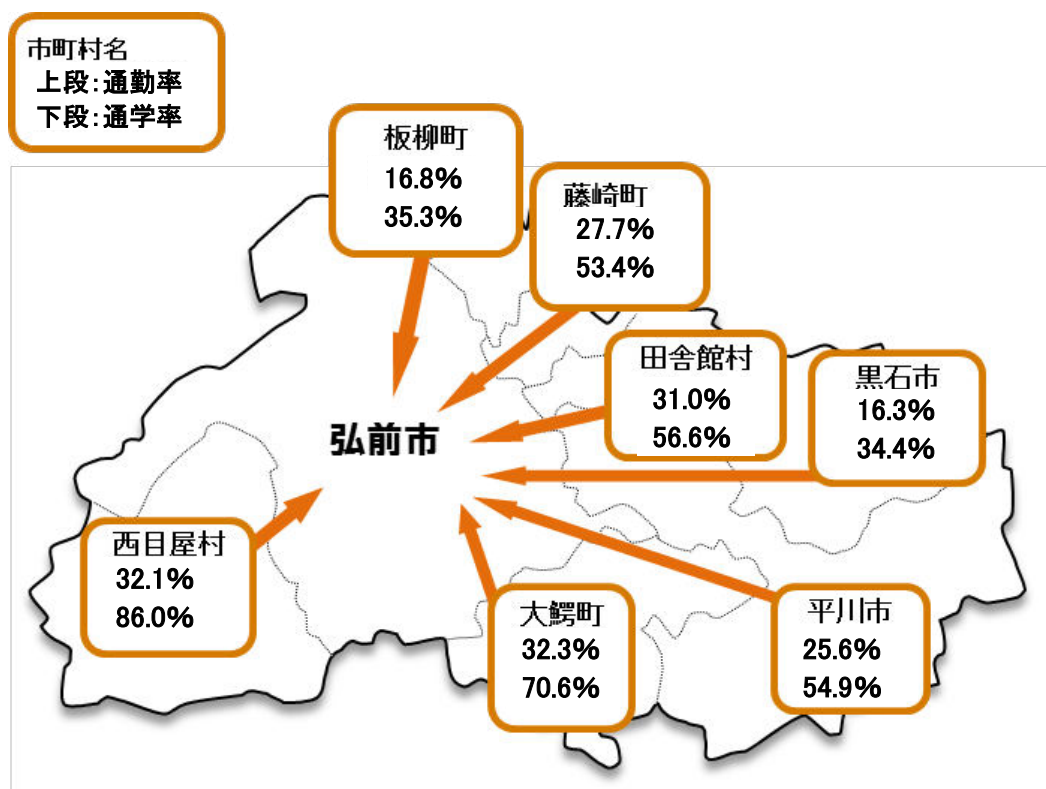 市町村名
上段:通勤率
下段:通学率
板柳町
16.8%
35.3%
藤崎町
27.7%
53.4%
田舎館村
31.0%
56.6%
黒石市
16.3%
34.4%
弘前市
西目屋村
32.1%
86.0%
大鰐町
32.3%
70.6%
平川市
25.6%
54.9%